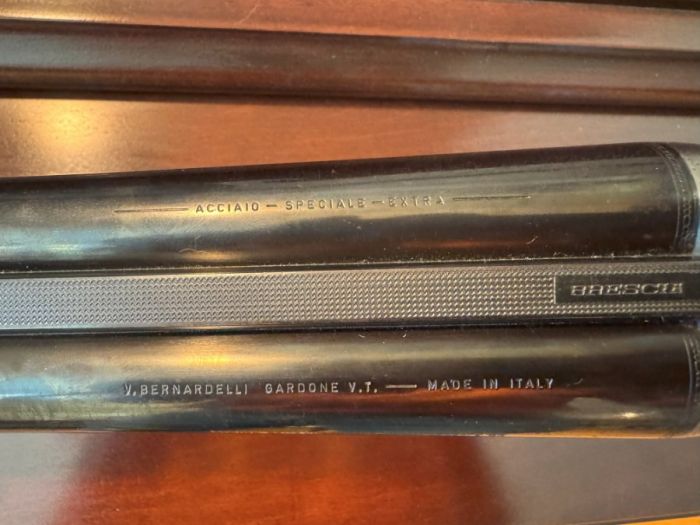 ACCIAIO - SPECIALE - EXTRA
BRESCIA
V. BERNARDELLI GARDONE V.T. — MADE IN ITALY